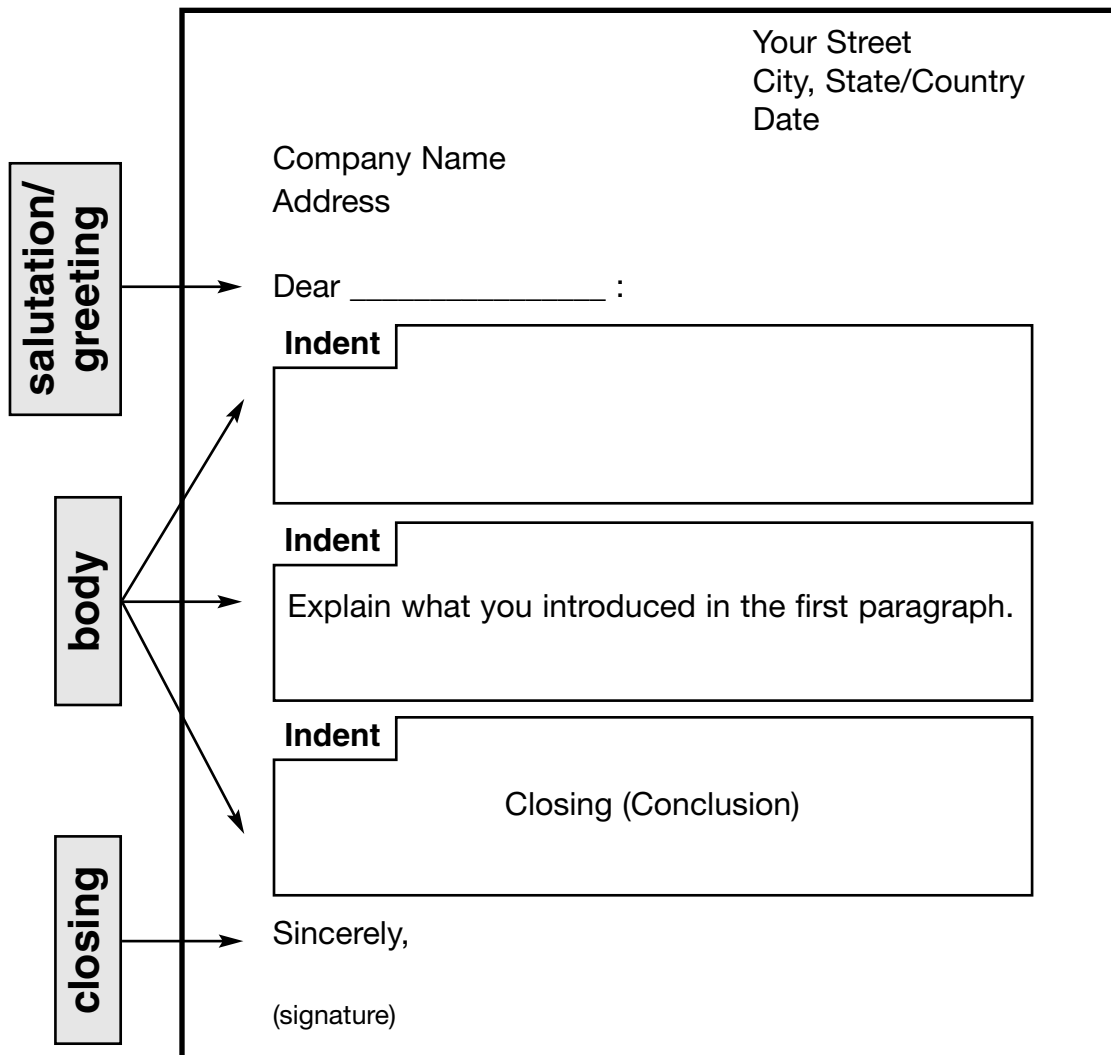 Your Street
City, State/Country
Date
Company Name
Address
salutation/
greeting
Dear ________________ :
Indent
body
Indent
Explain what you introduced in the first paragraph.
Indent
Closing (Conclusion)
closing
Sincerely,
(signature)